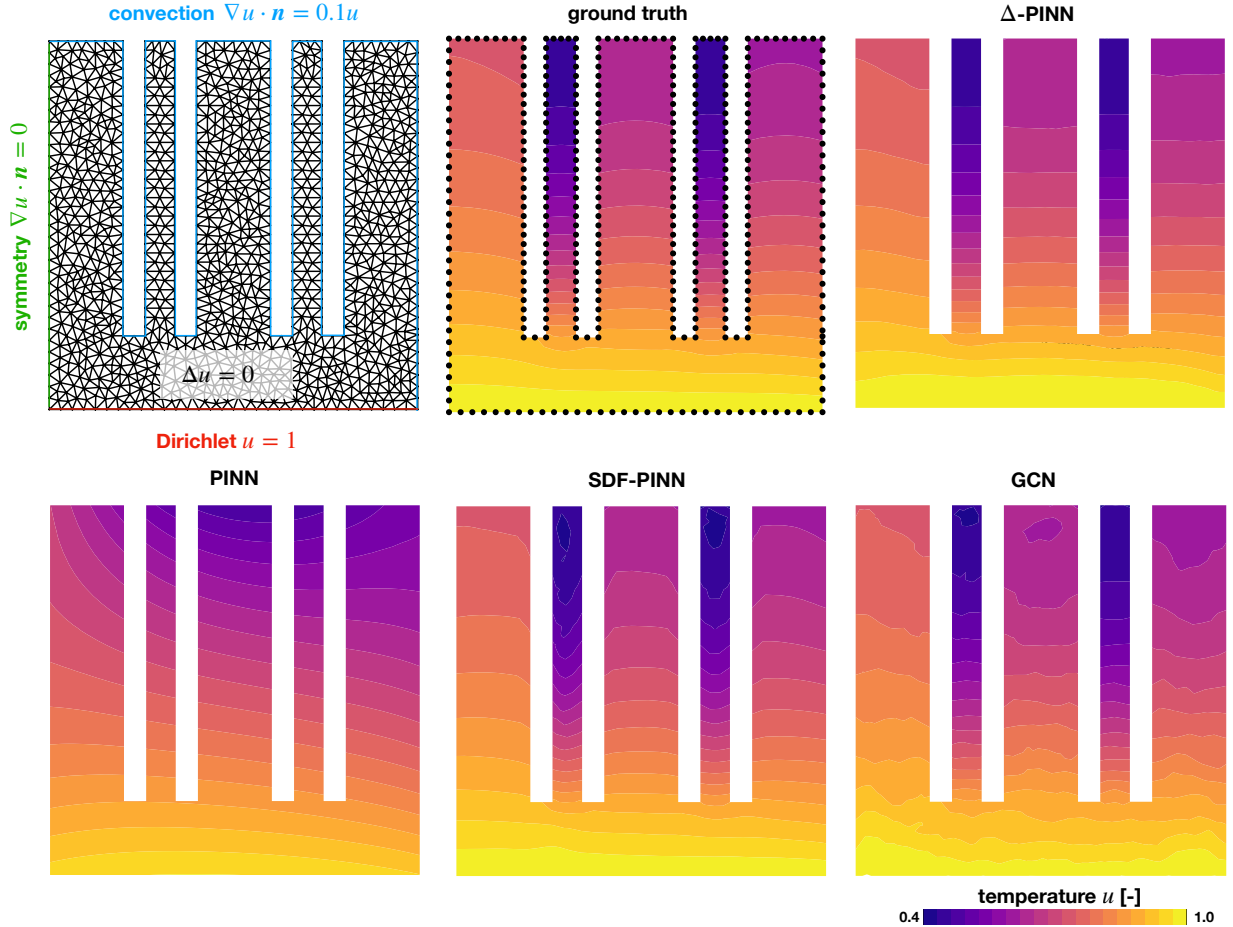 convection ∇u · n = 0.1u
ground truth
Δ-PINN
symmetry ∇u · n = 0
Δu = 0
Dirichlet u = 1
PINN
SDF-PINN
GCN
temperature u [-]
0.4
1.0